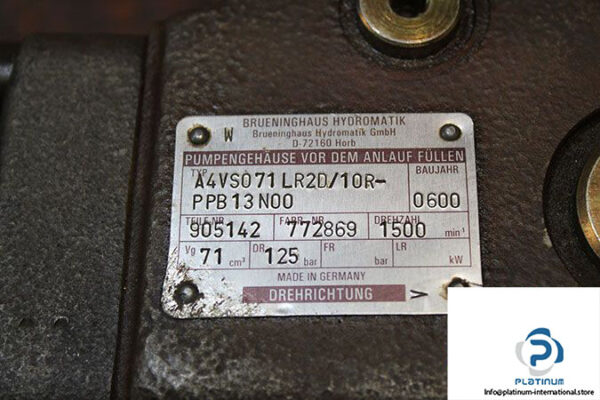 W
BRUENINGHAUS HYDROMATIK
Brueninghaus Hydromatik GmbH
D-72160 Horb
PUMPENGEHÄUSE VOR DEM ANLAUF FÜLLEN
TYP BAUJAHR
A4VSO71LR2D/10R-
PPB13N00 0600
TEILE-NR. FABR.-NR. DREHZAHL
905142 772869 1500 min⁻¹
Vg 71 cm³ DR 125 bar FR bar LR kW
MADE IN GERMANY
DREHRICHTUNG >
P
PLATINUM
Info@platinum-international.store